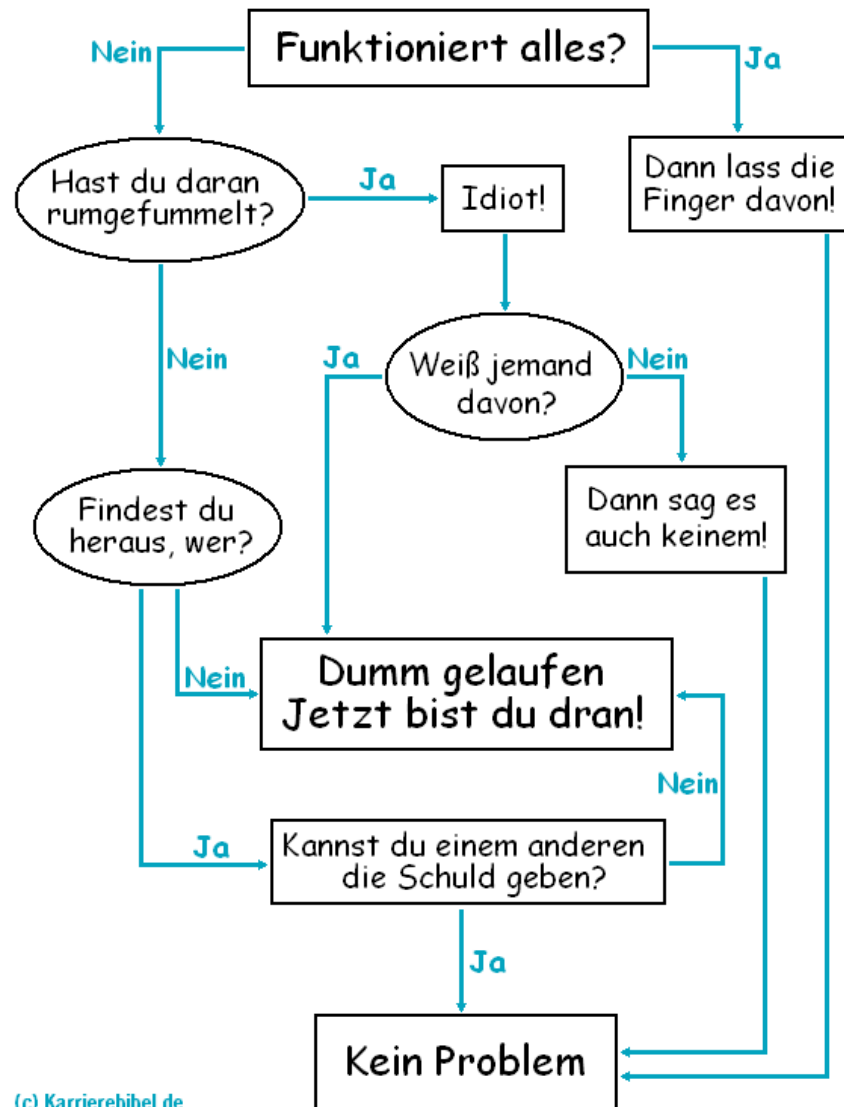 Funktioniert alles?
Nein
Ja
Hast du daran
rumgefummelt?
Ja
Idiot!
Dann lass die
Finger davon!
Nein
Ja
Weiß jemand
davon?
Nein
Findest du
heraus, wer?
Dann sag es
auch keinem!
Nein
Dumm gelaufen
Jetzt bist du dran!
Nein
Ja
Kannst du einem anderen
die Schuld geben?
Ja
Kein Problem
(c) Karrierebibel.de